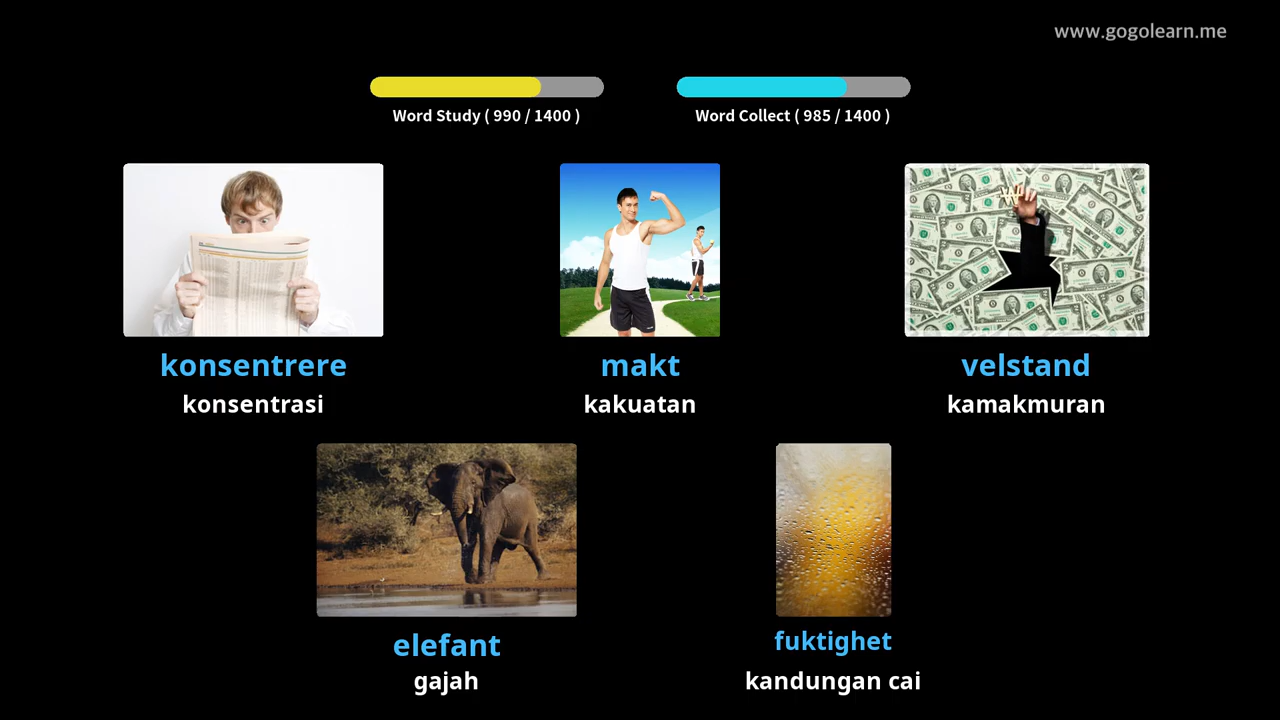 www.gogolearn.me
Word Study ( 990 / 1400 )
Word Collect ( 985 / 1400 )
konsentrere
makt
velstand
konsentrasi
kakuatan
kamakmuran
elefant
fuktighet
gajah
kandungan cai